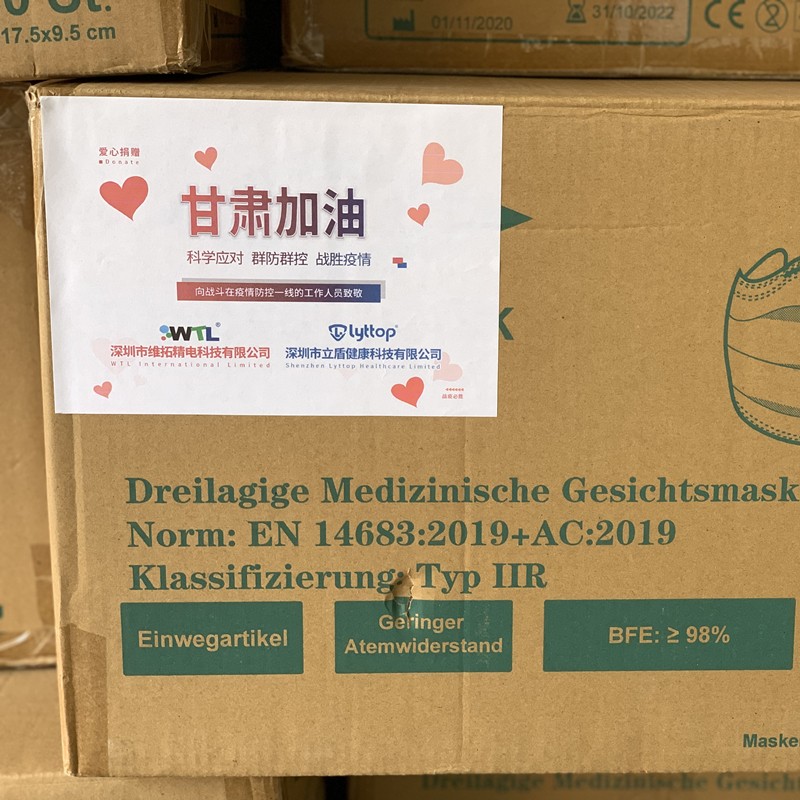 0 St.
17.5x9.5 cm
01/11/2020
31/10/2022
CE
爱心捐赠
Donate
甘肃加油
科学应对 群防群控 战胜疫情
向战斗在疫情防控一线的工作人员致敬
WTL®
深圳市维拓精电科技有限公司
WTL International Limited
Lyttop®
深圳市立盾健康科技有限公司
Shenzhen Lyttop Healthcare Limited
K
Dreilagige Medizinische Gesichtsmask
Norm: EN 14683:2019+AC:2019
Klassifizierung: Typ IIR
Einwegartikel
Geringer
Atemwiderstand
BFE: ≥ 98%
Maske
Dreilagige Medizinische Gesicht